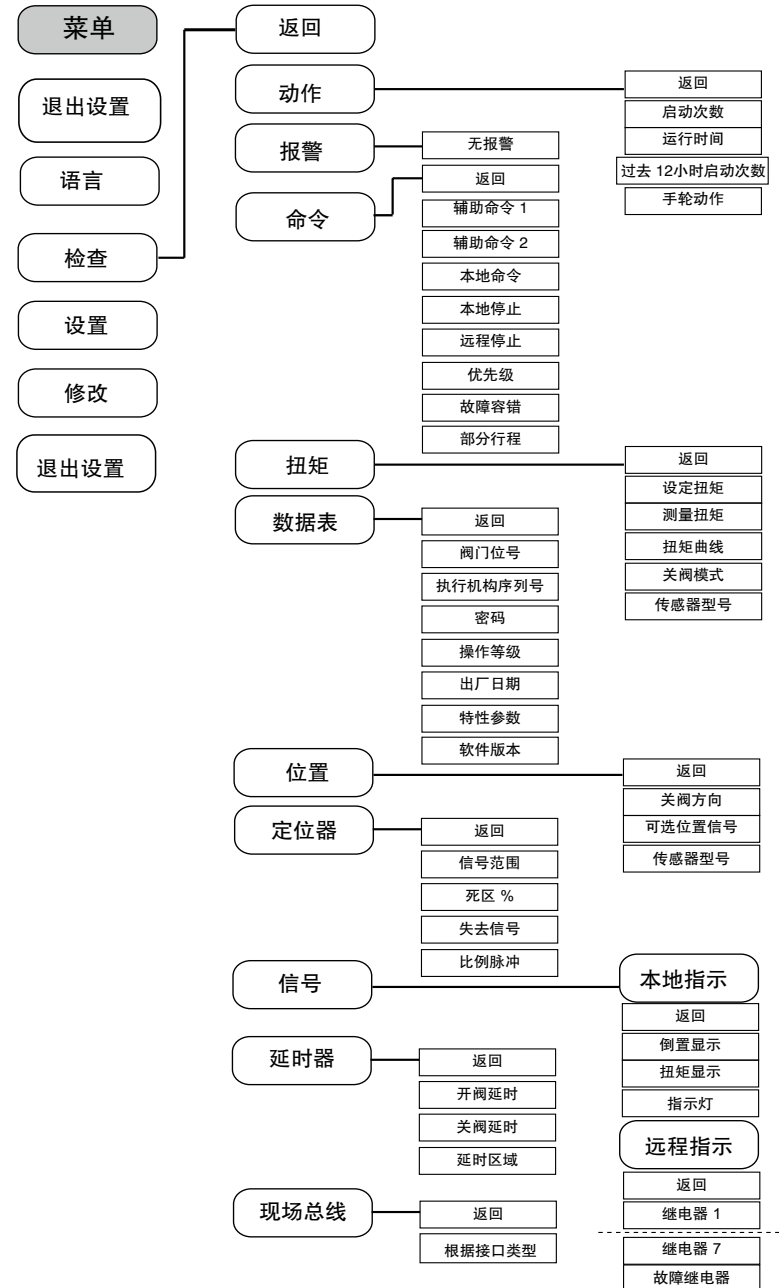 菜单
退出设置
语言
检查
设置
修改
退出设置
返回
动作
返回
启动次数
运行时间
过去 12小时启动次数
手轮动作
报警
无报警
命令
返回
辅助命令 1
辅助命令 2
本地命令
本地停止
远程停止
优先级
故障容错
部分行程
扭矩
返回
设定扭矩
测量扭矩
扭矩曲线
关阀模式
传感器型号
数据表
返回
阀门位号
执行机构序列号
密码
操作等级
出厂日期
特性参数
软件版本
位置
返回
关阀方向
可选位置信号
传感器型号
定位器
返回
信号范围
死区 %
失去信号
比例脉冲
信号
本地指示
返回
倒置显示
扭矩显示
指示灯
远程指示
返回
继电器 1
继电器 7
故障继电器
延时器
返回
开阀延时
关阀延时
延时区域
现场总线
返回
根据接口类型